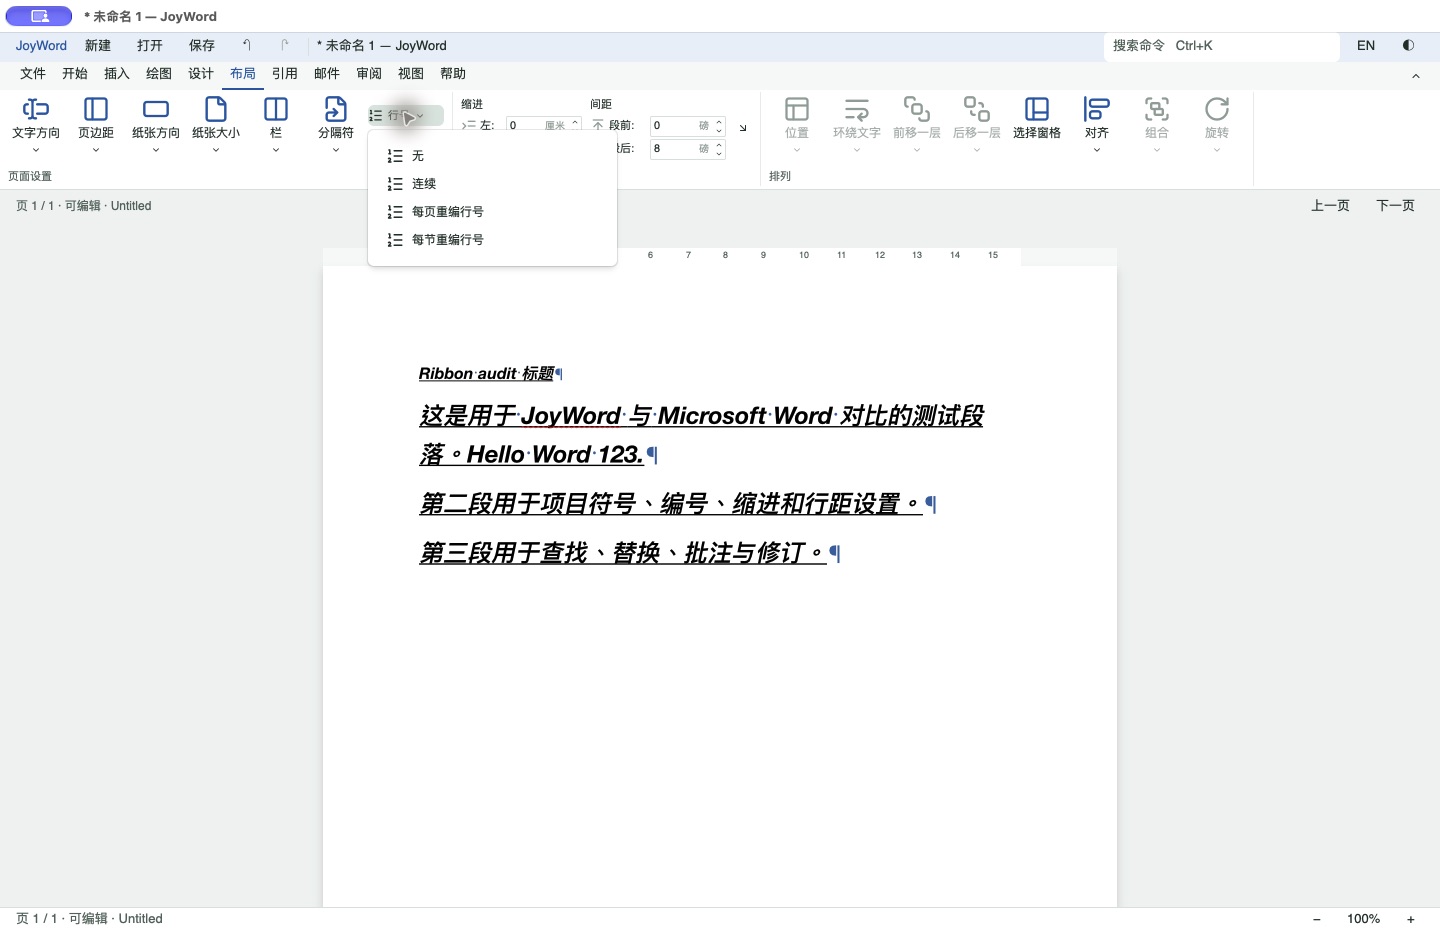 * 未命名 1 — JoyWord
JoyWord 新建 打开 保存 * 未命名 1 — JoyWord 搜索命令 Ctrl+K EN
文件 开始 插入 绘图 设计 布局 引用 邮件 审阅 视图 帮助
文字方向 页边距 纸张方向 纸张大小 栏 分隔符
页面设置
缩进 间距
左: 0 厘米 段前: 0 磅
后: 8 磅
位置 环绕文字 前移一层 后移一层 选择窗格 对齐 组合 旋转
排列
无
连续
每页重编行号
每节重编行号
页 1 / 1 · 可编辑 · Untitled 上一页 下一页
6 7 8 9 10 11 12 13 14 15
Ribbon·audit·标题¶
这是用于·JoyWord·与·Microsoft·Word·对比的测试段
落。Hello·Word·123.¶
第二段用于项目符号、编号、缩进和行距设置。¶
第三段用于查找、替换、批注与修订。¶
页 1 / 1 · 可编辑 · Untitled − 100% +